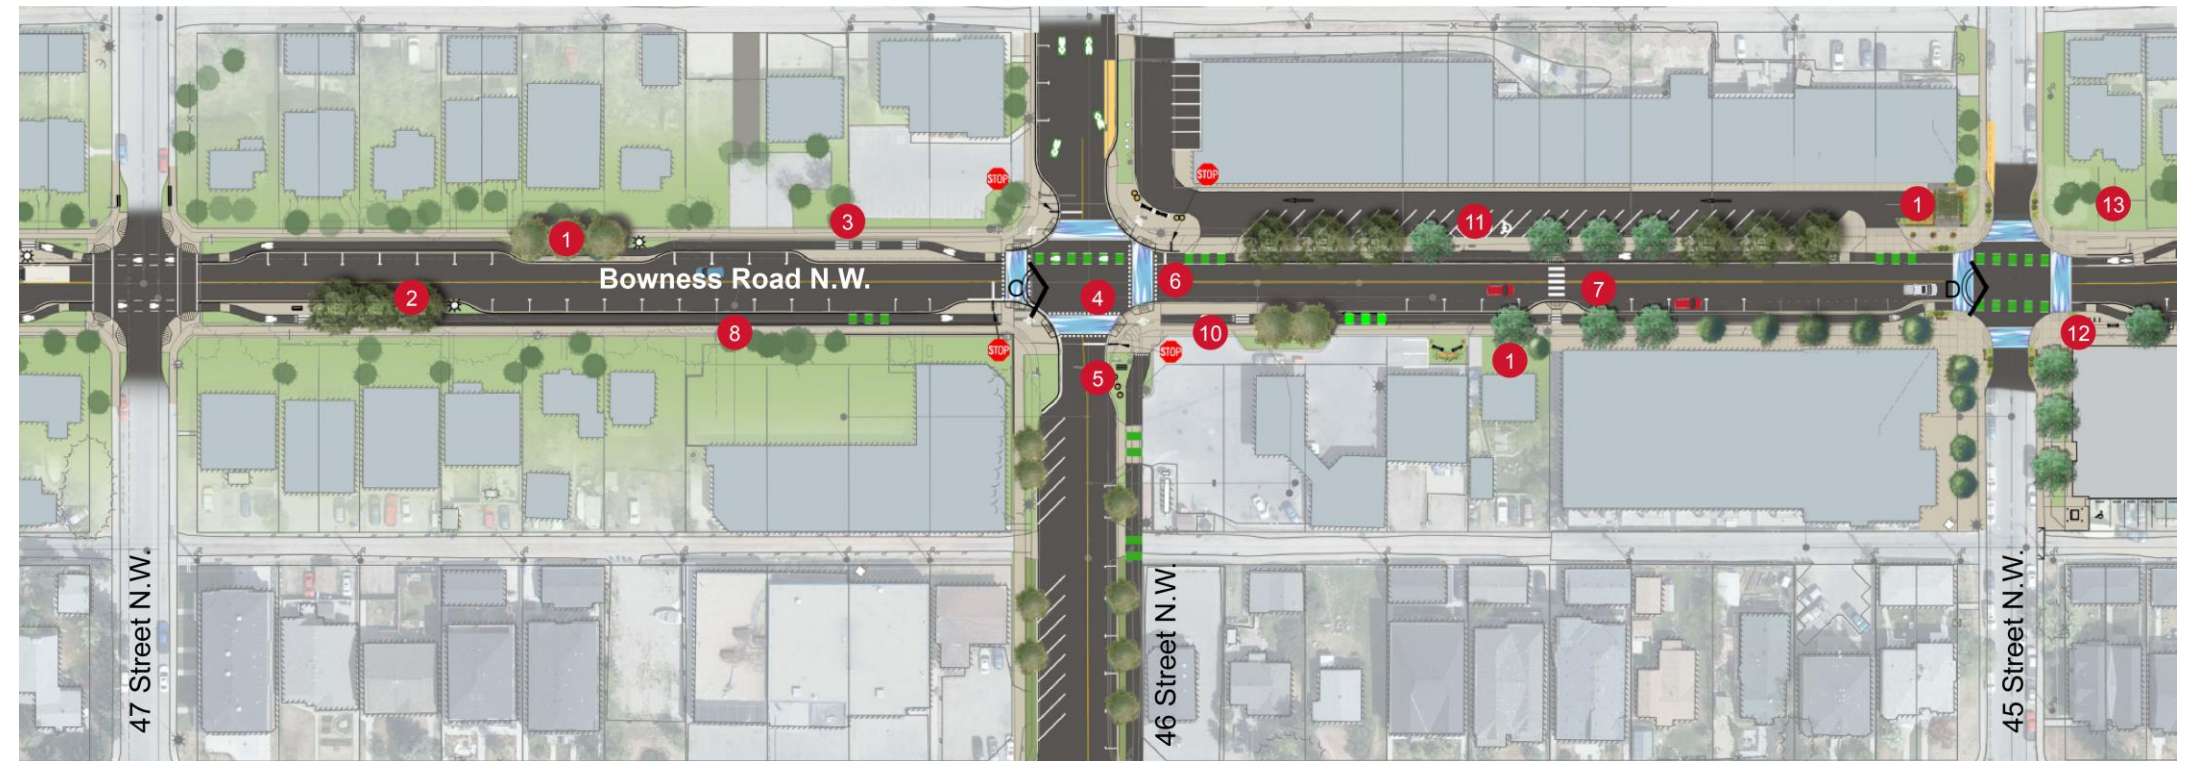 STOP
STOP
3
1
11
1
13
Bowness Road N.W.
2
4
6
7
C
D
8
10
12
STOP
STOP
5
1
47 Street N.W.
46 Street N.W.
45 Street N.W.